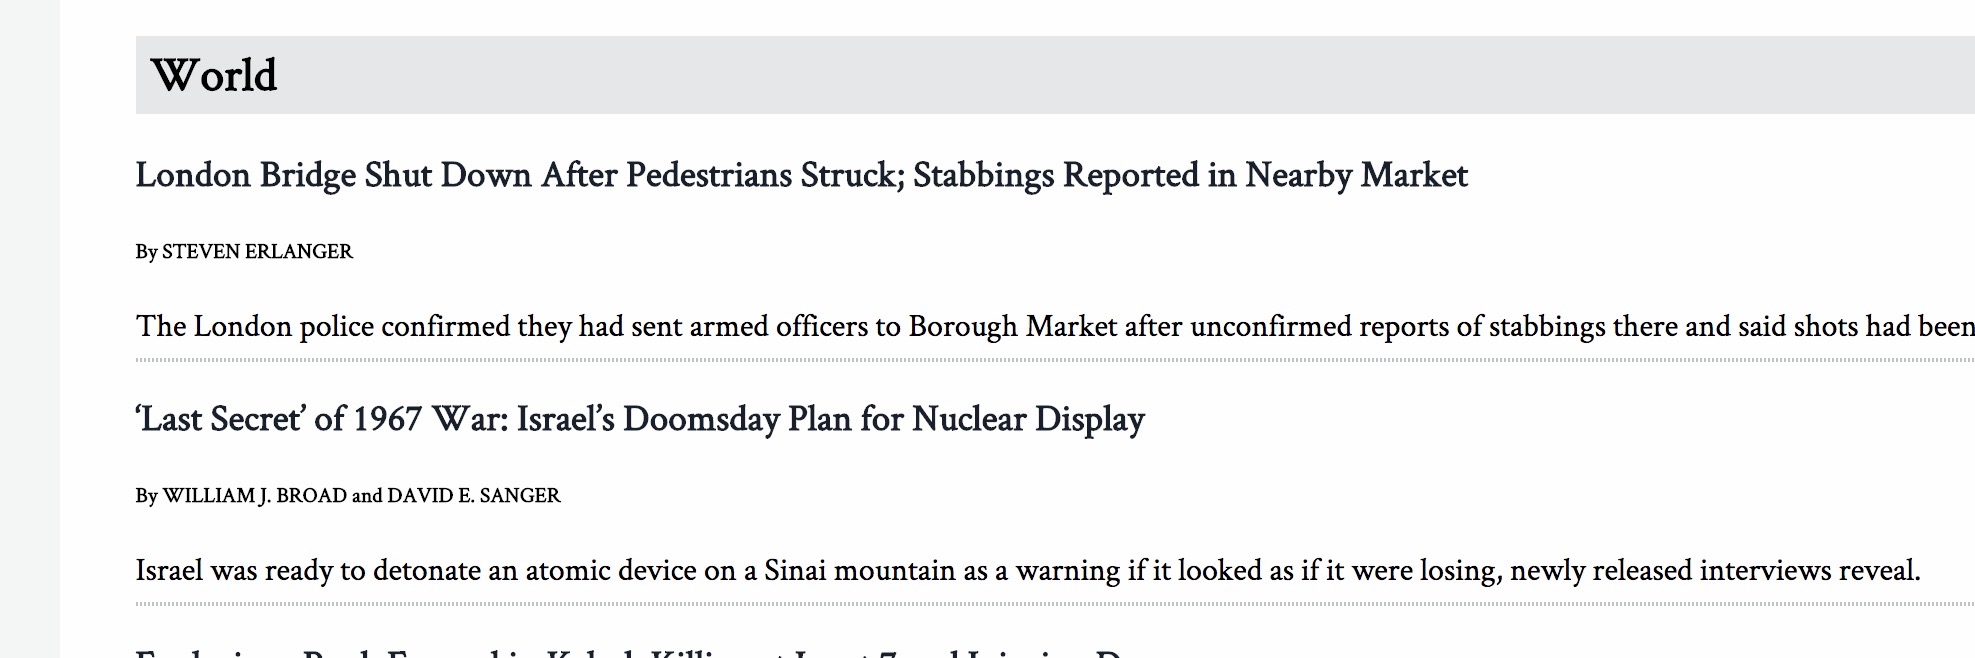 World
London Bridge Shut Down After Pedestrians Struck; Stabbings Reported in Nearby Market
By STEVEN ERLANGER
The London police confirmed they had sent armed officers to Borough Market after unconfirmed reports of stabbings there and said shots had been
‘Last Secret’ of 1967 War: Israel’s Doomsday Plan for Nuclear Display
By WILLIAM J. BROAD and DAVID E. SANGER
Israel was ready to detonate an atomic device on a Sinai mountain as a warning if it looked as if it were losing, newly released interviews reveal.